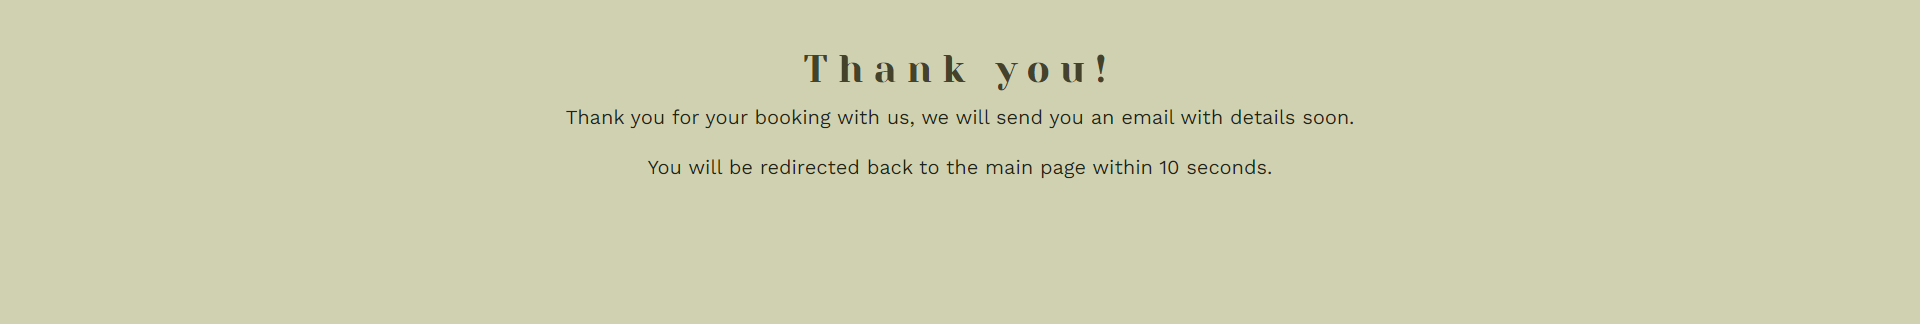 Thank you!
Thank you for your booking with us, we will send you an email with details soon.
You will be redirected back to the main page within 10 seconds.